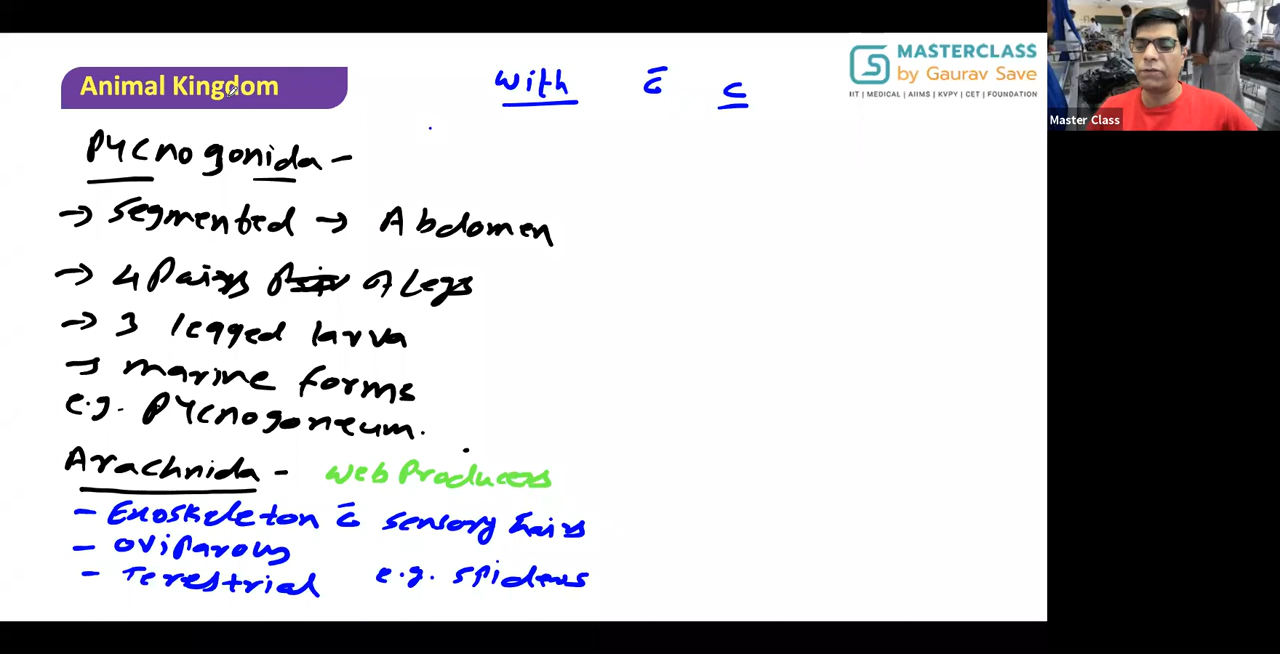 Animal Kingdom
with c̄ c
MASTERCLASS
by Gaurav Save
IIT | MEDICAL | AIIMS | KVPY | CET | FOUNDATION
Master Class
Pycnogonida -
→ Segmented → Abdomen
→ 4 Pairs Pair of Legs
→ 3 legged larva
→ marine forms
e.g. Pycnogoneum.
Arachnida - web Producers
- Exoskeleton c̄ sensory hairs
- oviparous
- Terestrial e.g. spiders